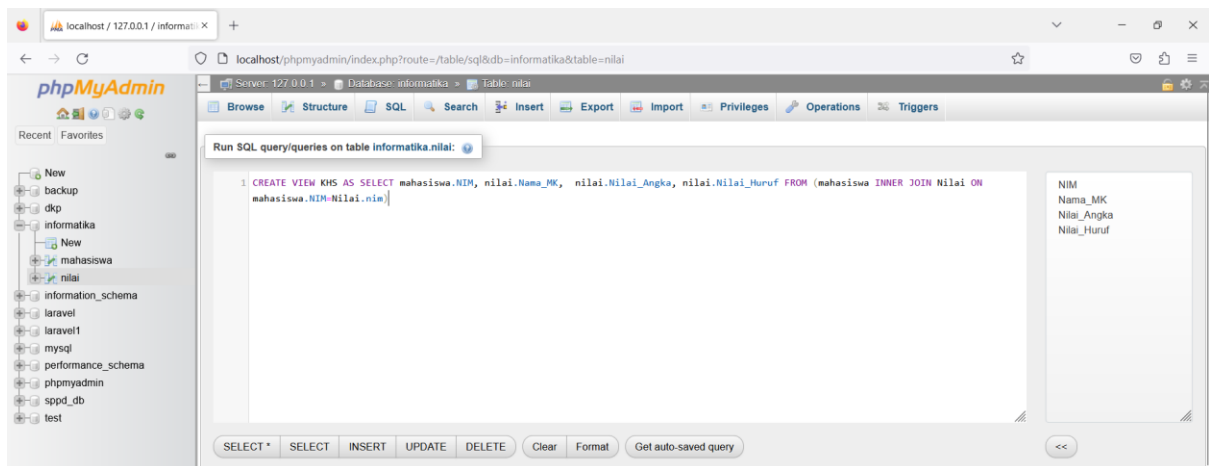 localhost / 127.0.0.1 / informati
localhost/phpmyadmin/index.php?route=/table/sql&db=informatika&table=nilai
phpMyAdmin
Recent Favorites
New
backup
dkp
informatika
New
mahasiswa
nilai
information_schema
laravel
laravel1
mysql
performance_schema
phpmyadmin
sppd_db
test
Server: 127.0.0.1 » Database: informatika » Table: nilai
Browse Structure SQL Search Insert Export Import Privileges Operations Triggers
Run SQL query/queries on table informatika.nilai:
1 CREATE VIEW KHS AS SELECT mahasiswa.NIM, nilai.Nama_MK, nilai.Nilai_Angka, nilai.Nilai_Huruf FROM (mahasiswa INNER JOIN Nilai ON
mahasiswa.NIM=Nilai.nim)
NIM
Nama_MK
Nilai_Angka
Nilai_Huruf
SELECT * SELECT INSERT UPDATE DELETE Clear Format Get auto-saved query <<